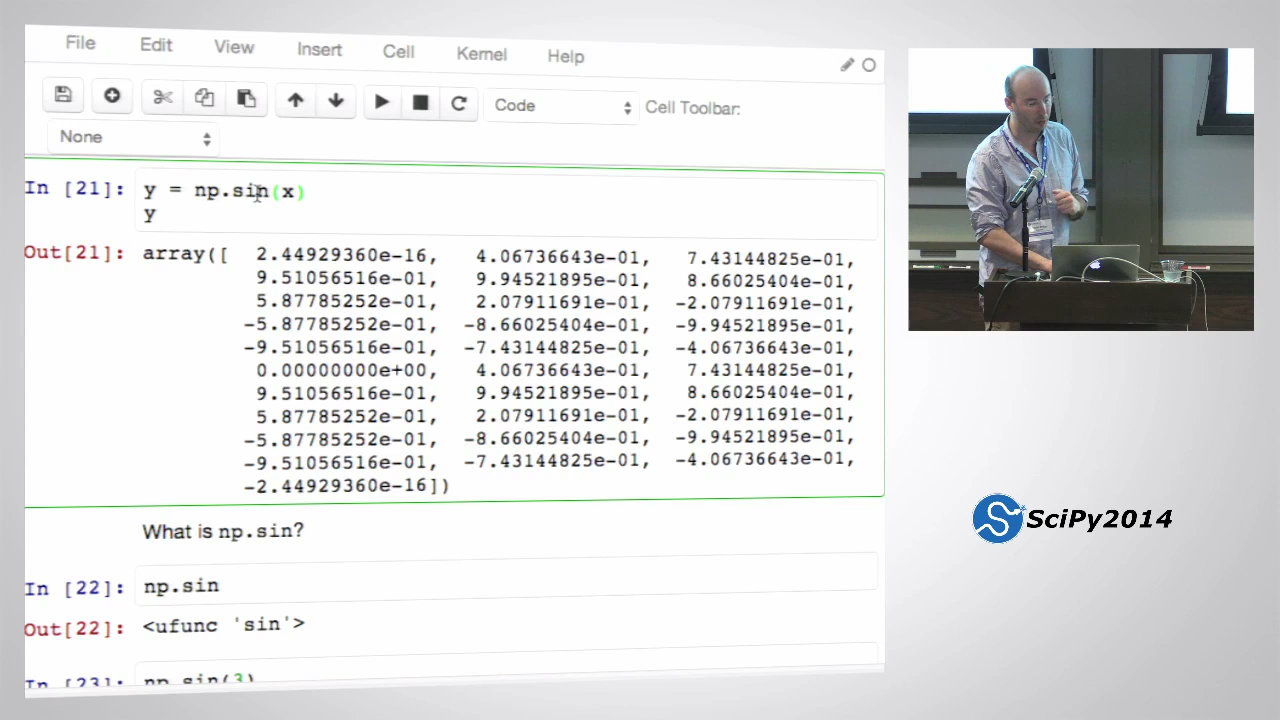 File Edit View Insert Cell Kernel Help
Code Cell Toolbar:
None
In [21]: y = np.sin(x)
y
Out[21]: array([ 2.44929360e-16, 4.06736643e-01, 7.43144825e-01,
9.51056516e-01, 9.94521895e-01, 8.66025404e-01,
5.87785252e-01, 2.07911691e-01, -2.07911691e-01,
-5.87785252e-01, -8.66025404e-01, -9.94521895e-01,
-9.51056516e-01, -7.43144825e-01, -4.06736643e-01,
0.00000000e+00, 4.06736643e-01, 7.43144825e-01,
9.51056516e-01, 9.94521895e-01, 8.66025404e-01,
5.87785252e-01, 2.07911691e-01, -2.07911691e-01,
-5.87785252e-01, -8.66025404e-01, -9.94521895e-01,
-9.51056516e-01, -7.43144825e-01, -4.06736643e-01,
-2.44929360e-16])
What is np.sin?
In [22]: np.sin
Out[22]: <ufunc 'sin'>
In [23]: np.sin(3)
SciPy2014